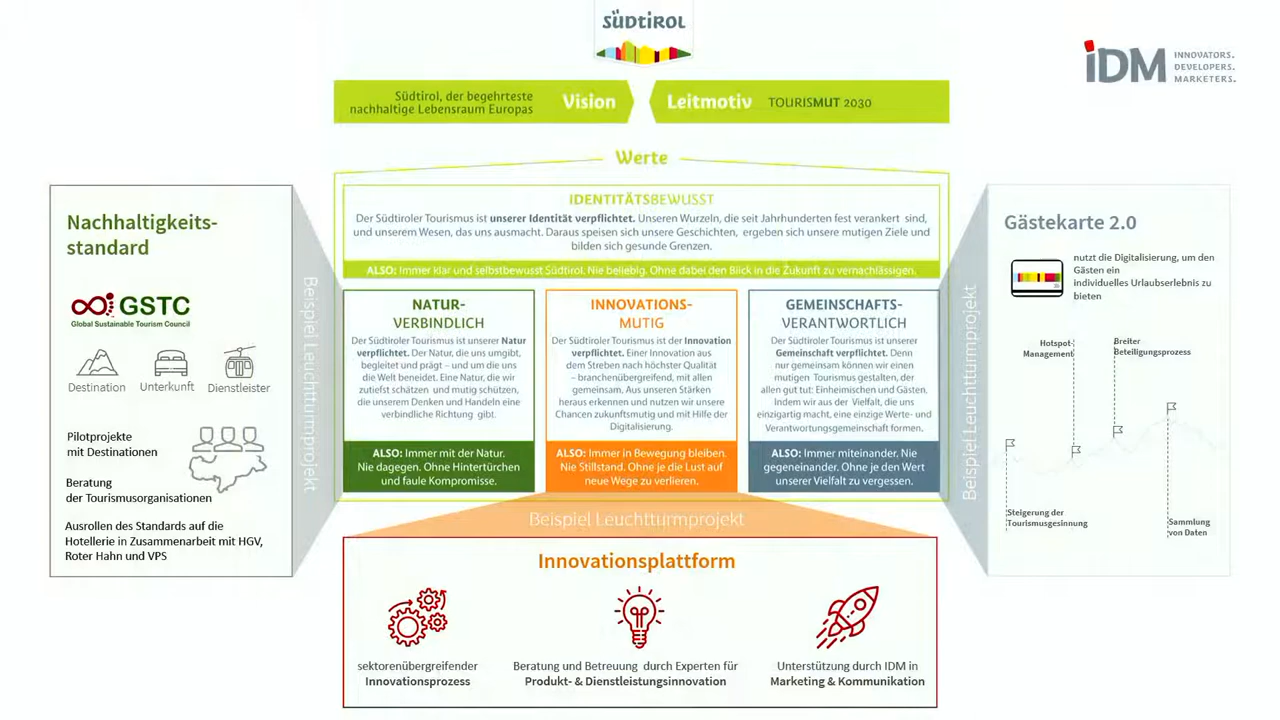 SÜDTIROL
iDM
INNOVATORS.
DEVELOPERS.
MARKETERS.
Südtirol, der begehrteste
nachhaltige Lebensraum Europas
Vision
Leitmotiv
TOURISMUT 2030
Werte
IDENTITÄTSBEWUSST
Der Südtiroler Tourismus ist unserer Identität verpflichtet. Unseren Wurzeln, die seit Jahrhunderten fest verankert sind,
und unserem Wesen, das uns ausmacht. Daraus speisen sich unsere Geschichten, ergeben sich unsere mutigen Ziele und
bilden sich gesunde Grenzen.
ALSO: Immer klar und selbstbewusst Südtirol. Nie beliebig. Ohne dabei den Blick in die Zukunft zu vernachlässigen.
Nachhaltigkeits-
standard
GSTC
Global Sustainable Tourism Council
Destination
Unterkunft
Dienstleister
Pilotprojekte
mit Destinationen
Beratung
der Tourismusorganisationen
Ausrollen des Standards auf die
Hotellerie in Zusammenarbeit mit HGV,
Roter Hahn und VPS
Beispiel Leuchtturmprojekt
NATUR-
VERBINDLICH
Der Südtiroler Tourismus ist unserer Natur
verpflichtet. Der Natur, die uns umgibt,
begleitet und prägt – und um die uns
die Welt beneidet. Eine Natur, die wir
zutiefst schätzen und mutig schützen,
die unserem Denken und Handeln eine
verbindliche Richtung gibt.
ALSO: Immer mit der Natur.
Nie dagegen. Ohne Hintertürchen
und faule Kompromisse.
INNOVATIONS-
MUTIG
Der Südtiroler Tourismus ist der Innovation
verpflichtet. Einer Innovation aus
dem Streben nach höchster Qualität
– branchenübergreifend, mit allen
gemeinsam. Aus unseren Stärken
heraus erkennen und nutzen wir unsere
Chancen zukunftsmutig und mit Hilfe der
Digitalisierung.
ALSO: Immer in Bewegung bleiben.
Nie Stillstand. Ohne je die Lust auf
neue Wege zu verlieren.
GEMEINSCHAFTS-
VERANTWORTLICH
Der Südtiroler Tourismus ist unserer
Gemeinschaft verpflichtet. Denn
nur gemeinsam können wir einen
mutigen Tourismus gestalten, der
allen gut tut: Einheimischen und Gästen.
Indem wir aus der Vielfalt, die uns
einzigartig macht, eine einzige Werte- und
Verantwortungsgemeinschaft formen.
ALSO: Immer miteinander. Nie
gegeneinander. Ohne je den Wert
unserer Vielfalt zu vergessen.
Beispiel Leuchtturmprojekt
Gästekarte 2.0
nutzt die Digitalisierung, um den
Gästen ein
individuelles Urlaubserlebnis zu
bieten
Hotspot-
Management
Breiter
Beteiligungsprozess
Steigerung der
Tourismusgesinnung
Sammlung
von Daten
Beispiel Leuchtturmprojekt
Innovationsplattform
sektorenübergreifender
Innovationsprozess
Beratung und Betreuung durch Experten für
Produkt- & Dienstleistungsinnovation
Unterstützung durch IDM in
Marketing & Kommunikation